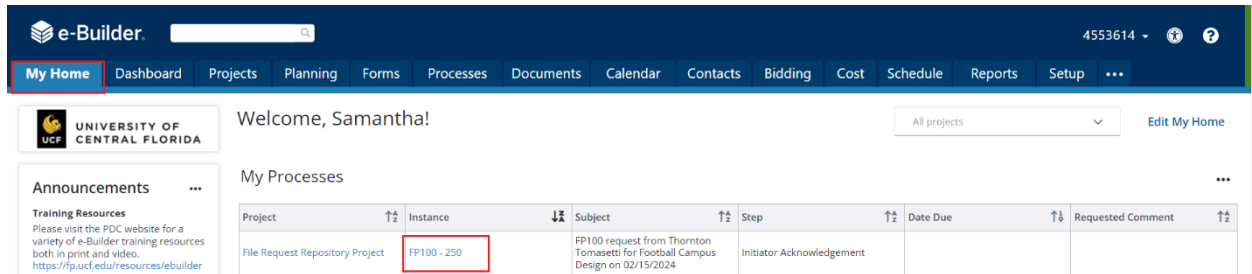 e-Builder.
4553614
My Home Dashboard Projects Planning Forms Processes Documents Calendar Contacts Bidding Cost Schedule Reports Setup •••
UCF
UNIVERSITY OF
CENTRAL FLORIDA
Welcome, Samantha!
All projects
Edit My Home
Announcements
Training Resources
Please visit the PDC website for a
variety of e-Builder training resources
both in print and video.
https://fp.ucf.edu/resources/ebuilder
My Processes
Project Instance Subject Step Date Due Requested Comment
File Request Repository Project
FP100 - 250
FP100 request from Thornton
Tomasetti for Football Campus
Design on 02/15/2024
Initiator Acknowledgement